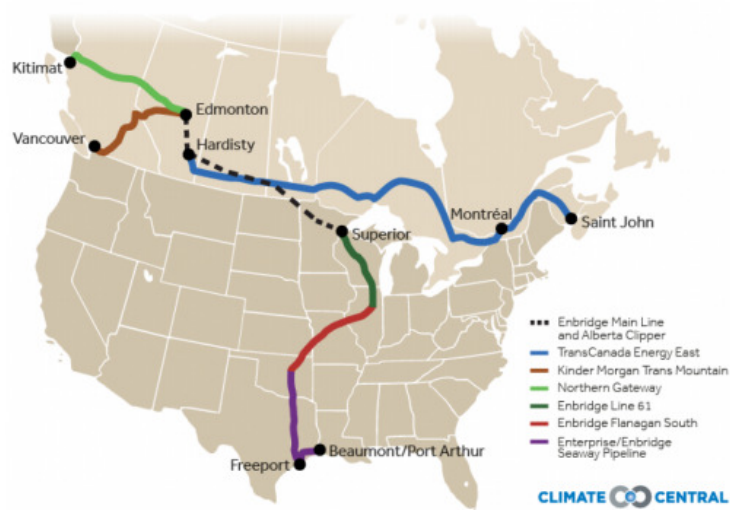 Kitimat
Edmonton
Vancouver
Hardisty
Montréal
Saint John
Superior
Enbridge Main Line
and Alberta Clipper
TransCanada Energy East
Kinder Morgan Trans Mountain
Northern Gateway
Enbridge Line 61
Enbridge Flanagan South
Enterprise/Enbridge
Seaway Pipeline
Beaumont/Port Arthur
Freeport
CLIMATE CENTRAL